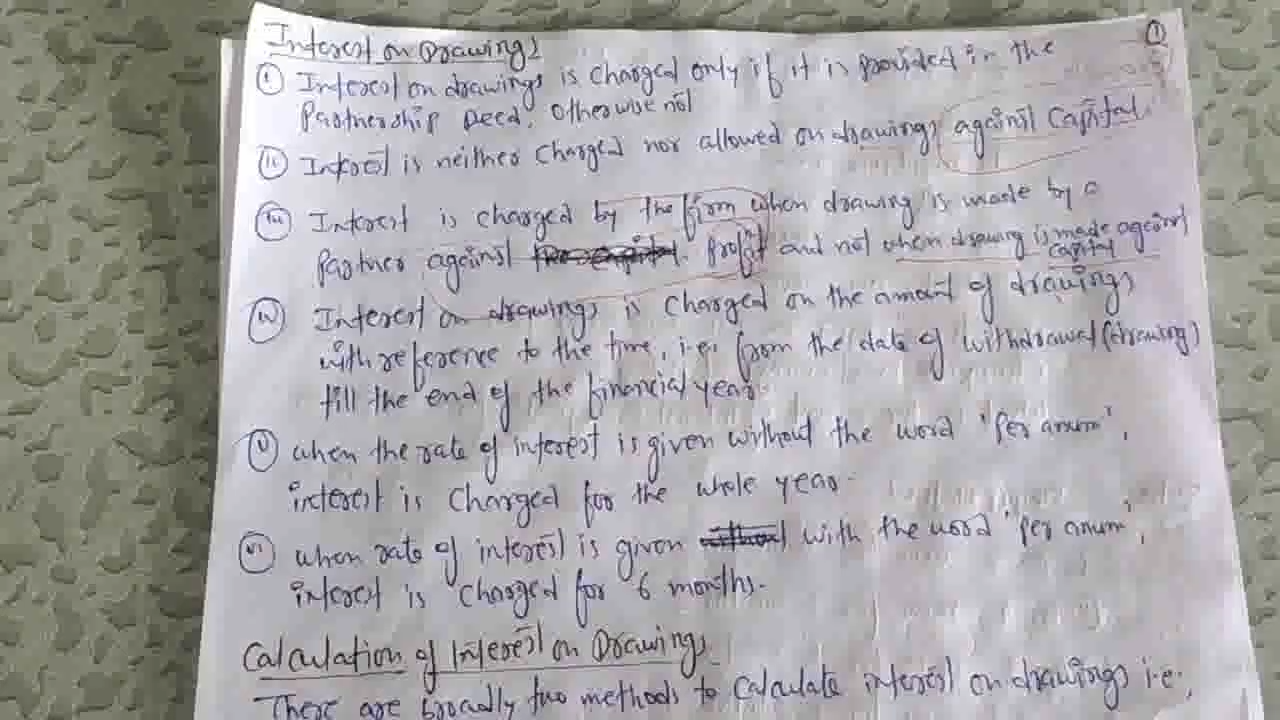 Interest on Drawings
①
(i) Interest on drawings is charged only if it is provided in the
Partnership Deed, otherwise not
(ii) Interest is neither charged nor allowed on drawings against Capital.
(iii) Interest is charged by the firm when drawing is made by a
Partner against profit and not when drawing is made against
capital
(iv) Interest on drawings is charged on the amount of drawings
with reference to the time, i.e. from the date of withdrawal (drawing)
till the end of the financial year.
(v) when the rate of interest is given without the word 'Per anum',
interest is charged for the whole year.
(vi) when rate of interest is given with the word 'Per anum',
interest is charged for 6 months.
Calculation of Interest on Drawings
There are broadly two methods to calculate interest on drawings i.e.,